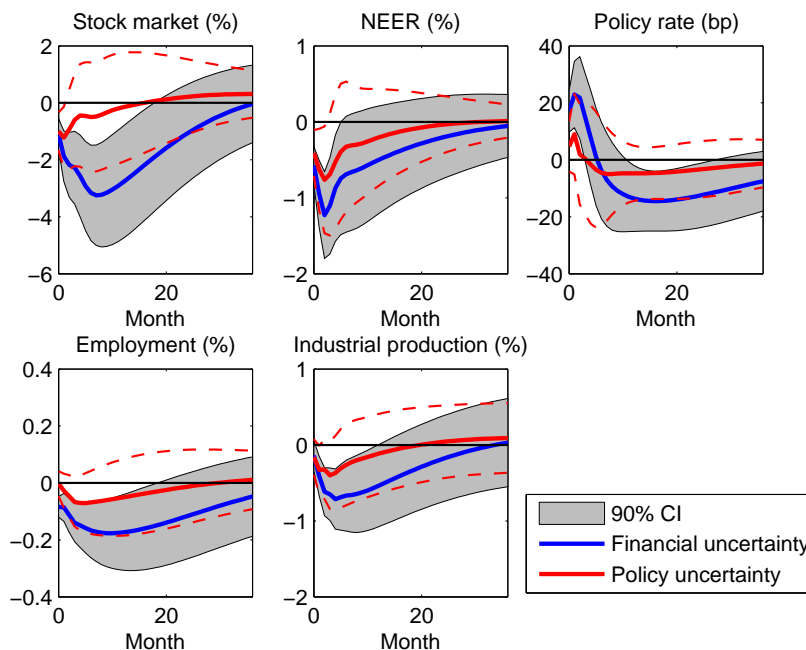 Stock market (%)
2
0
−2
−4
−6
0
20
Month
NEER (%)
1
0
−1
−2
0
20
Month
Policy rate (bp)
40
20
0
−20
−40
0
20
Month
Employment (%)
0.4
0.2
0
−0.2
−0.4
0
20
Month
Industrial production (%)
1
0
−1
−2
0
20
Month
90% CI
Financial uncertainty
Policy uncertainty